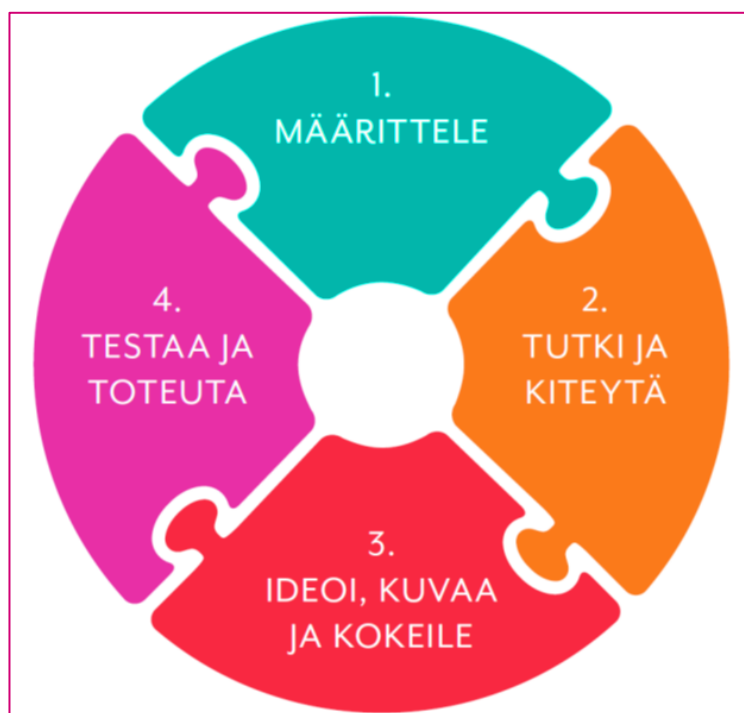 1.
MÄÄRITTELE
2.
TUTKI JA
KITEYTÄ
3.
IDEOI, KUVAA
JA KOKEILE
4.
TESTAA JA
TOTEUTA